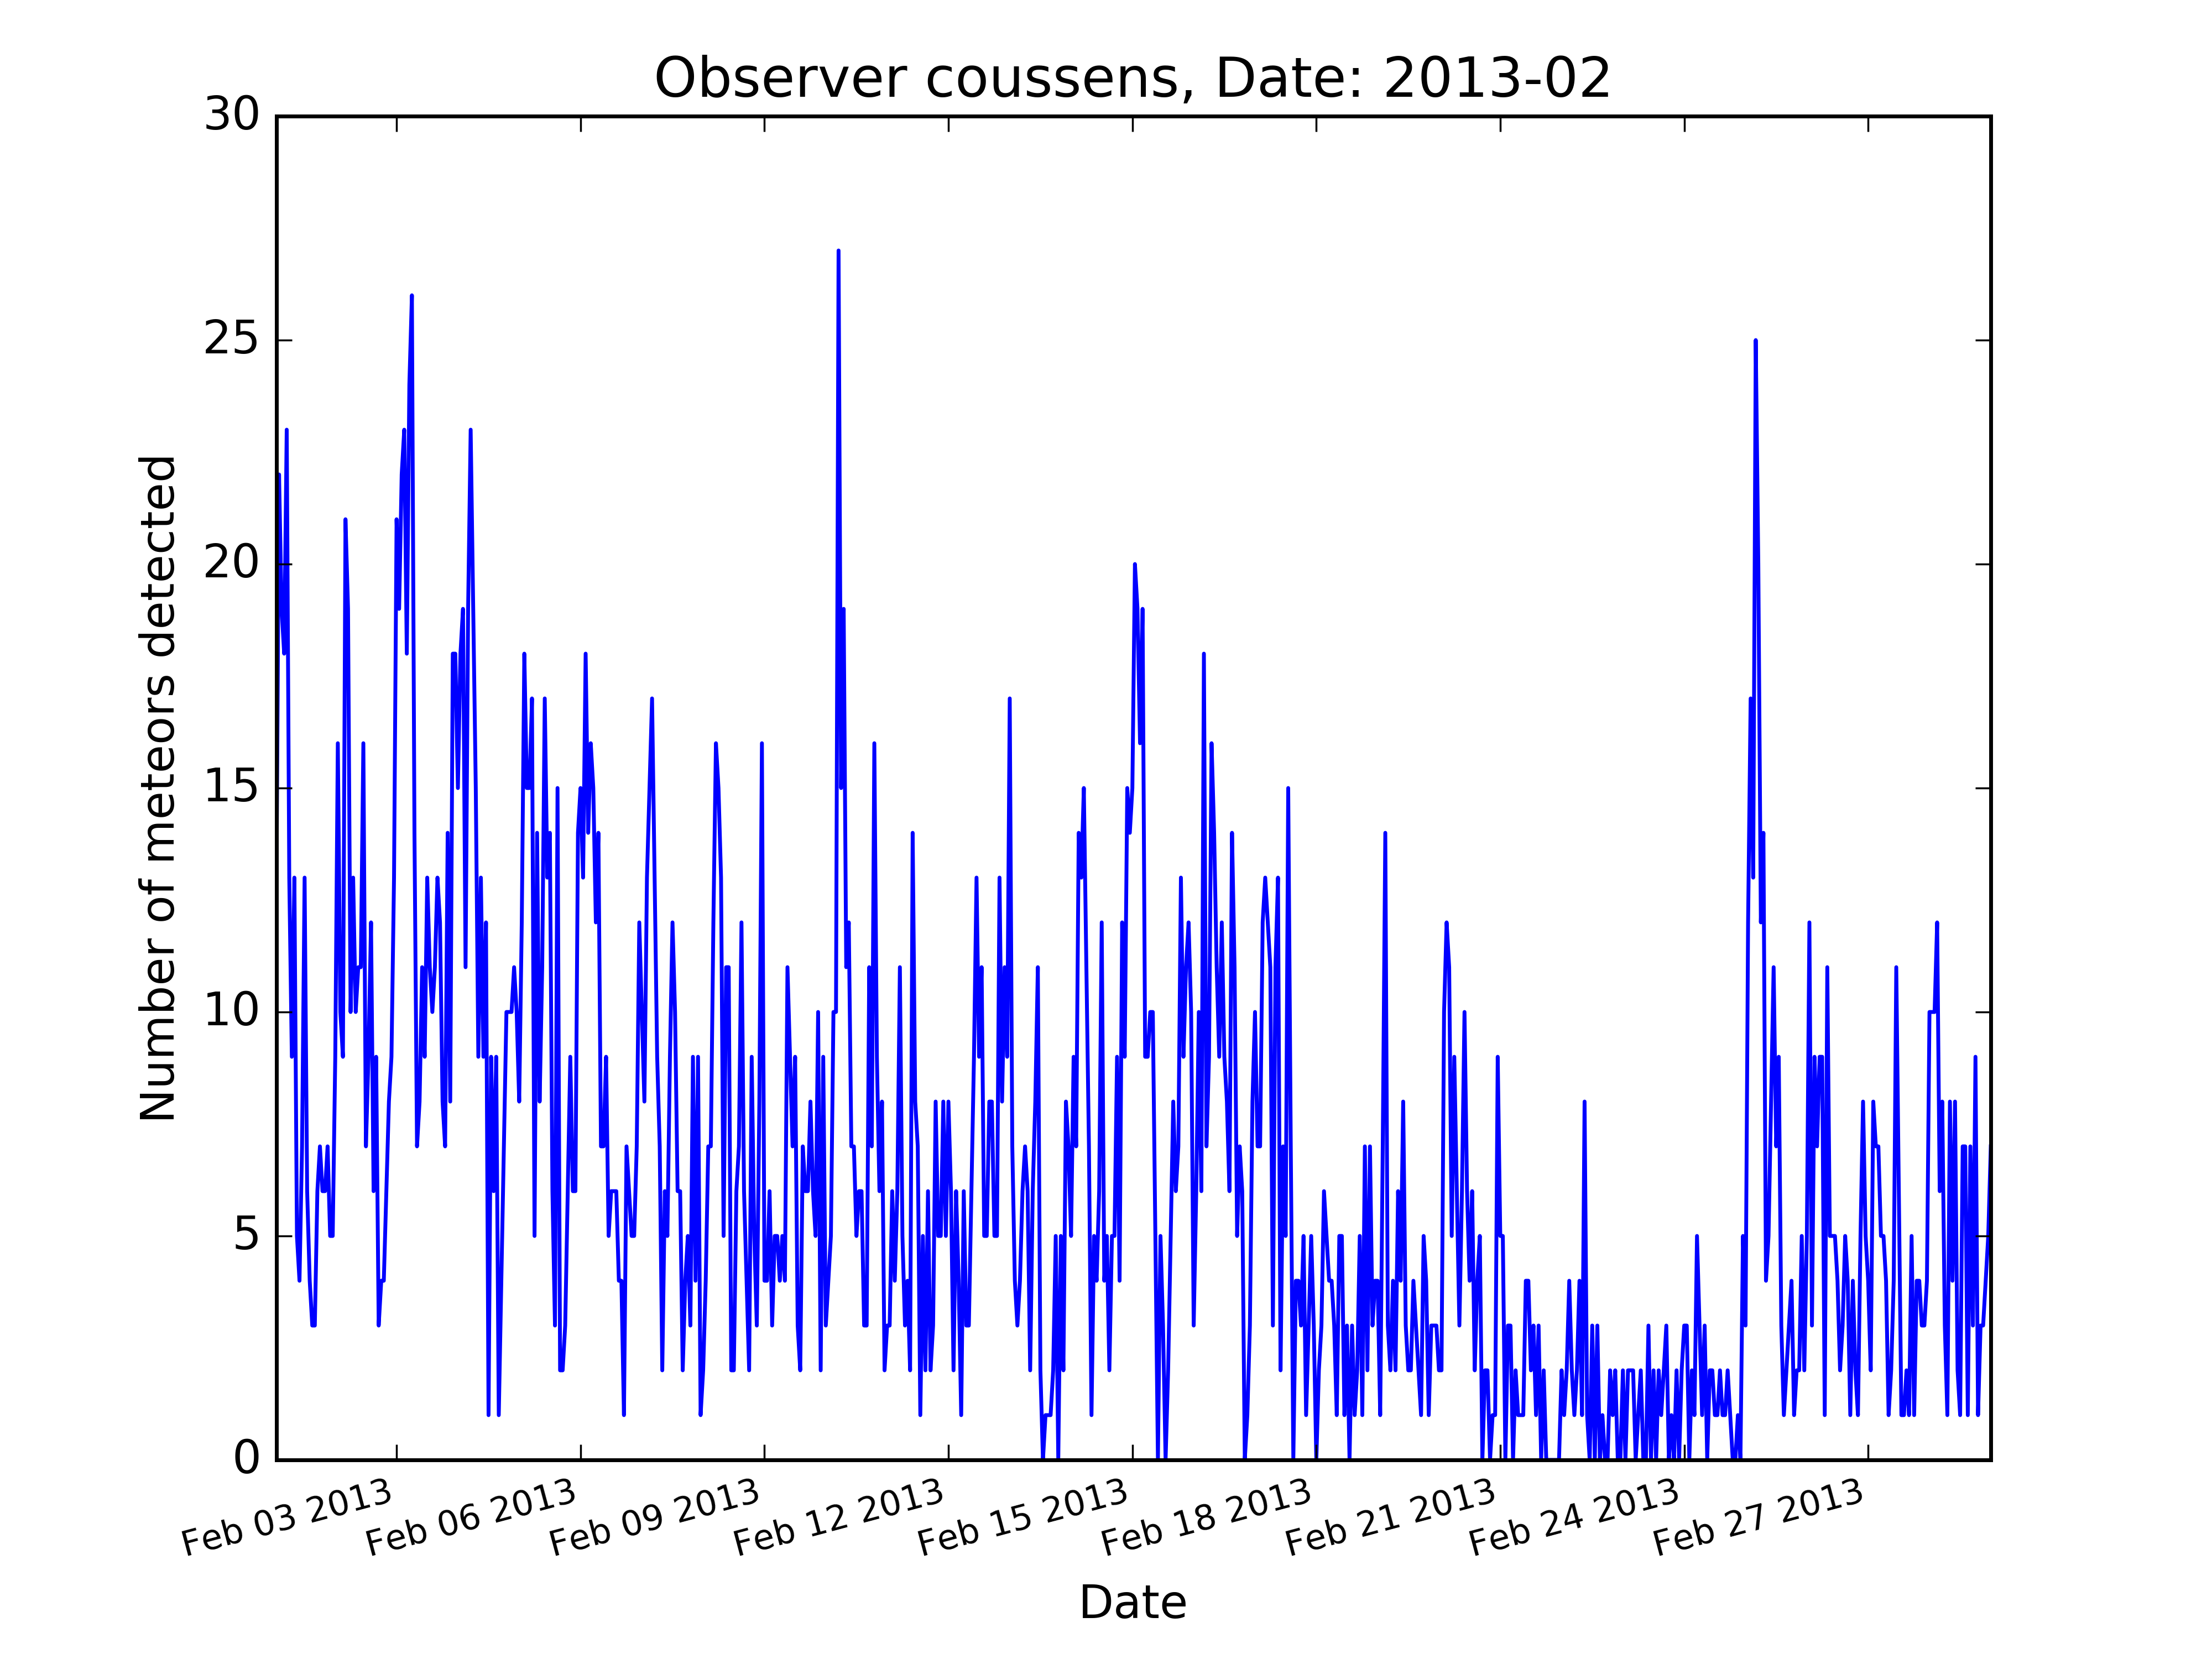 Observer coussens, Date: 2013-02
30
25
20
15
10
5
0
Number of meteors detected
Feb 03 2013
Feb 06 2013
Feb 09 2013
Feb 12 2013
Feb 15 2013
Feb 18 2013
Feb 21 2013
Feb 24 2013
Feb 27 2013
Date